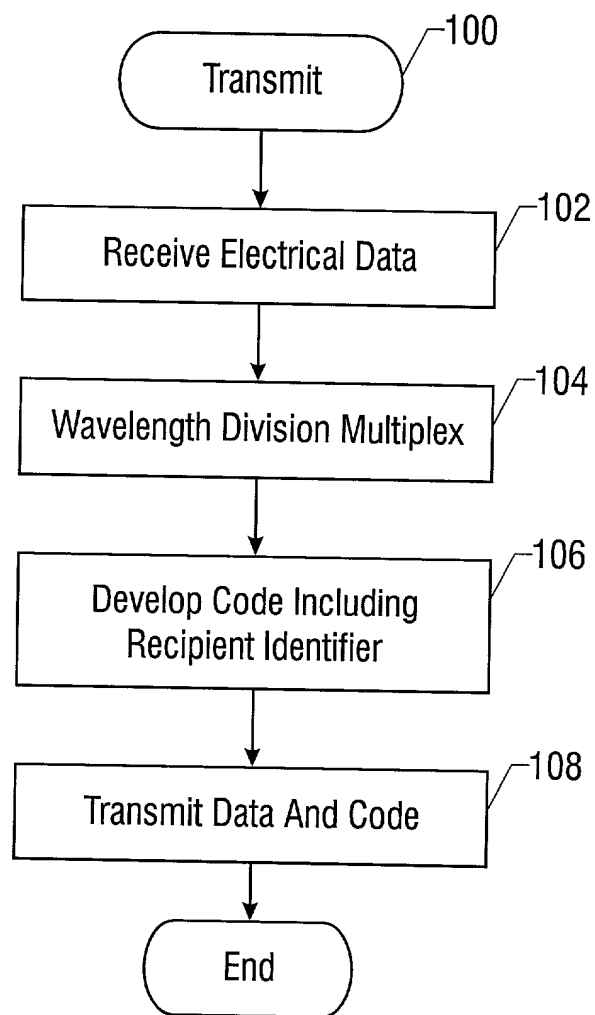 100
Transmit
102
Receive Electrical Data
104
Wavelength Division Multiplex
106
Develop Code Including
Recipient Identifier
108
Transmit Data And Code
End